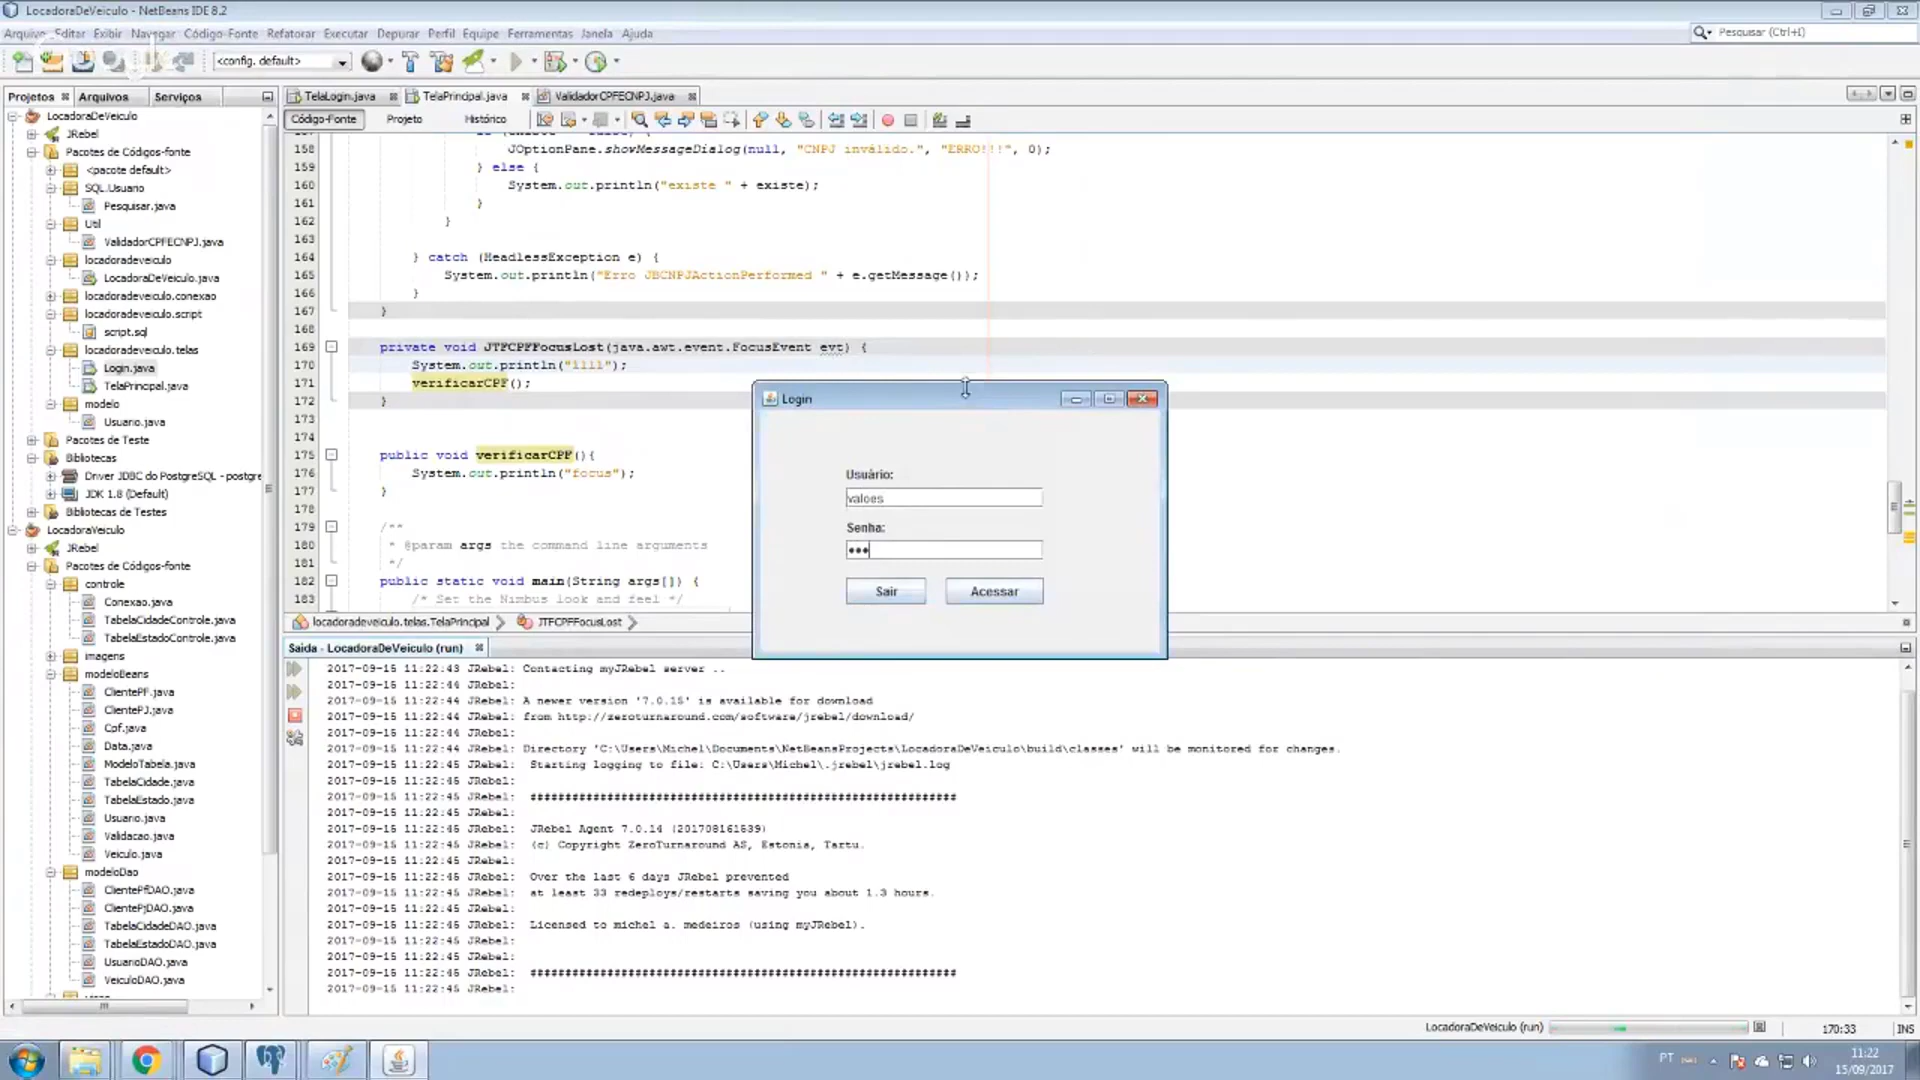 LocadoraDeVeiculo - NetBeans IDE 8.2
Arquivo Editar Exibir Navegar Código-Fonte Refatorar Executar Depurar Perfil Equipe Ferramentas Janela Ajuda
Pesquisar (Ctrl+I)
<config. default>
Projetos Arquivos Serviços
TelaLogin.java TelaPrincipal.java ValidadorCPFECNPJ.java
Código-Fonte Projeto Histórico
LocadoraDeVeiculo
JRebel
Pacotes de Códigos-fonte
<pacote default>
SQL.Usuario
Pesquisar.java
Util
ValidadorCPFECNPJ.java
locadoradeveiculo
LocadoraDeVeiculo.java
locadoradeveiculo.conexao
locadoradeveiculo.script
script.sql
locadoradeveiculo.telas
Login.java
TelaPrincipal.java
modelo
Usuario.java
Pacotes de Teste
Bibliotecas
Driver JDBC do PostgreSQL - postgre
JDK 1.8 (Default)
Bibliotecas de Testes
LocadoraVeiculo
JRebel
Pacotes de Códigos-fonte
controle
Conexao.java
TabelaCidadeControle.java
TabelaEstadoControle.java
imagens
modeloBeans
ClientePF.java
ClientePJ.java
Cpf.java
Data.java
ModeloTabela.java
TabelaCidade.java
TabelaEstado.java
Usuario.java
Validacao.java
Veiculo.java
modeloDao
ClientePfDAO.java
ClientePjDAO.java
TabelaCidadeDAO.java
TabelaEstadoDAO.java
UsuarioDAO.java
VeiculoDAO.java
158 JOptionPane.showMessageDialog(null, "CNPJ inválido.", "ERRO!!!", 0);
159 } else {
160 System.out.println("existe " + existe);
161 }
162 }
163
164 } catch (HeadlessException e) {
165 System.out.println("Erro JBCNPJActionPerformed " + e.getMessage());
166 }
167 }
168
169 private void JTFCPFFocusLost(java.awt.event.FocusEvent evt) {
170 System.out.println("1111");
171 verificarCPF();
172 }
173
174
175 public void verificarCPF(){
176 System.out.println("focus");
177 }
178
179 /**
180 * @param args the command line arguments
181 */
182 public static void main(String args[]) {
183 /* Set the Nimbus look and feel */
locadoradeveiculo.telas.TelaPrincipal JTFCPFFocusLost
Login
Usuário:
valoes
Senha:
•••
Sair Acessar
Saída - LocadoraDeVeiculo (run)
2017-09-15 11:22:43 JRebel: Contacting myJRebel server ..
2017-09-15 11:22:44 JRebel:
2017-09-15 11:22:44 JRebel: A newer version '7.0.15' is available for download
2017-09-15 11:22:44 JRebel: from http://zeroturnaround.com/software/jrebel/download/
2017-09-15 11:22:44 JRebel:
2017-09-15 11:22:44 JRebel: Directory 'C:\Users\Michel\Documents\NetBeansProjects\LocadoraDeVeiculo\build\classes' will be monitored for changes.
2017-09-15 11:22:45 JRebel: Starting logging to file: C:\Users\Michel\.jrebel\jrebel.log
2017-09-15 11:22:45 JRebel:
2017-09-15 11:22:45 JRebel: #############################################################
2017-09-15 11:22:45 JRebel:
2017-09-15 11:22:45 JRebel: JRebel Agent 7.0.14 (201708161539)
2017-09-15 11:22:45 JRebel: (c) Copyright ZeroTurnaround AS, Estonia, Tartu.
2017-09-15 11:22:45 JRebel:
2017-09-15 11:22:45 JRebel: Over the last 6 days JRebel prevented
2017-09-15 11:22:45 JRebel: at least 33 redeploys/restarts saving you about 1.3 hours.
2017-09-15 11:22:45 JRebel:
2017-09-15 11:22:45 JRebel: Licensed to michel a. medeiros (using myJRebel).
2017-09-15 11:22:45 JRebel:
2017-09-15 11:22:45 JRebel:
2017-09-15 11:22:45 JRebel: #############################################################
2017-09-15 11:22:45 JRebel:
LocadoraDeVeiculo (run) 170:33 INS
PT 11:22
15/09/2017